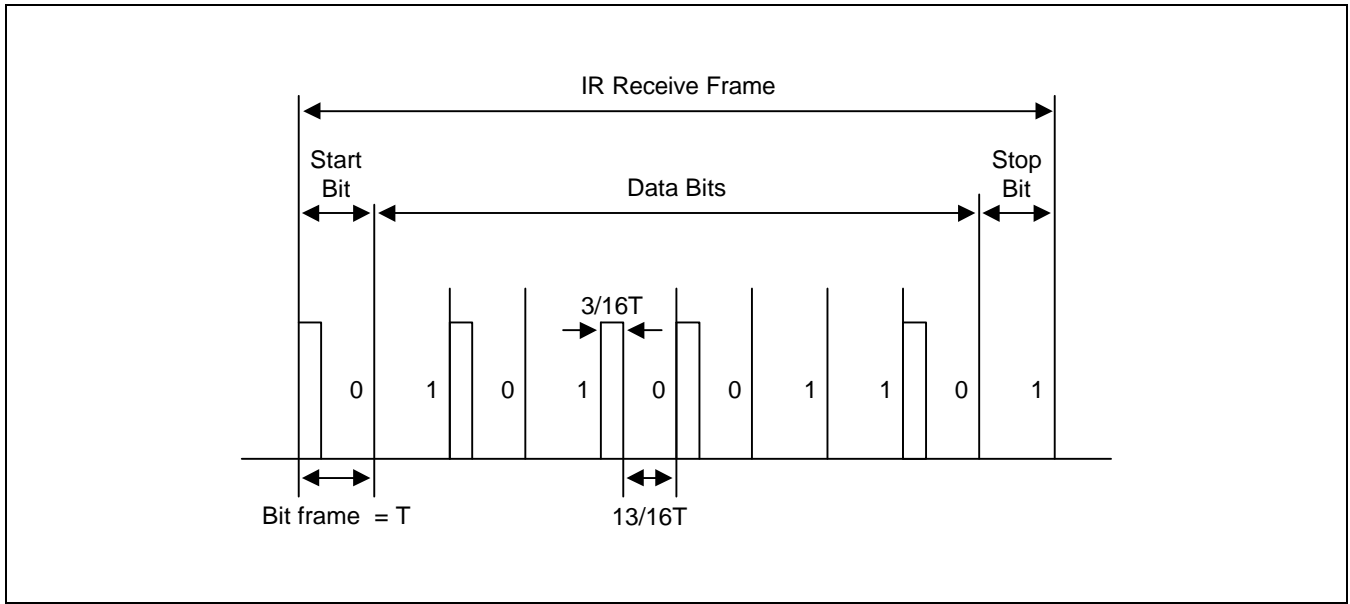 IR Receive Frame
Start
Bit
Data Bits
Stop
Bit
3/16T
0 1 0 1 0 0 1 1 0 1
Bit frame = T
13/16T